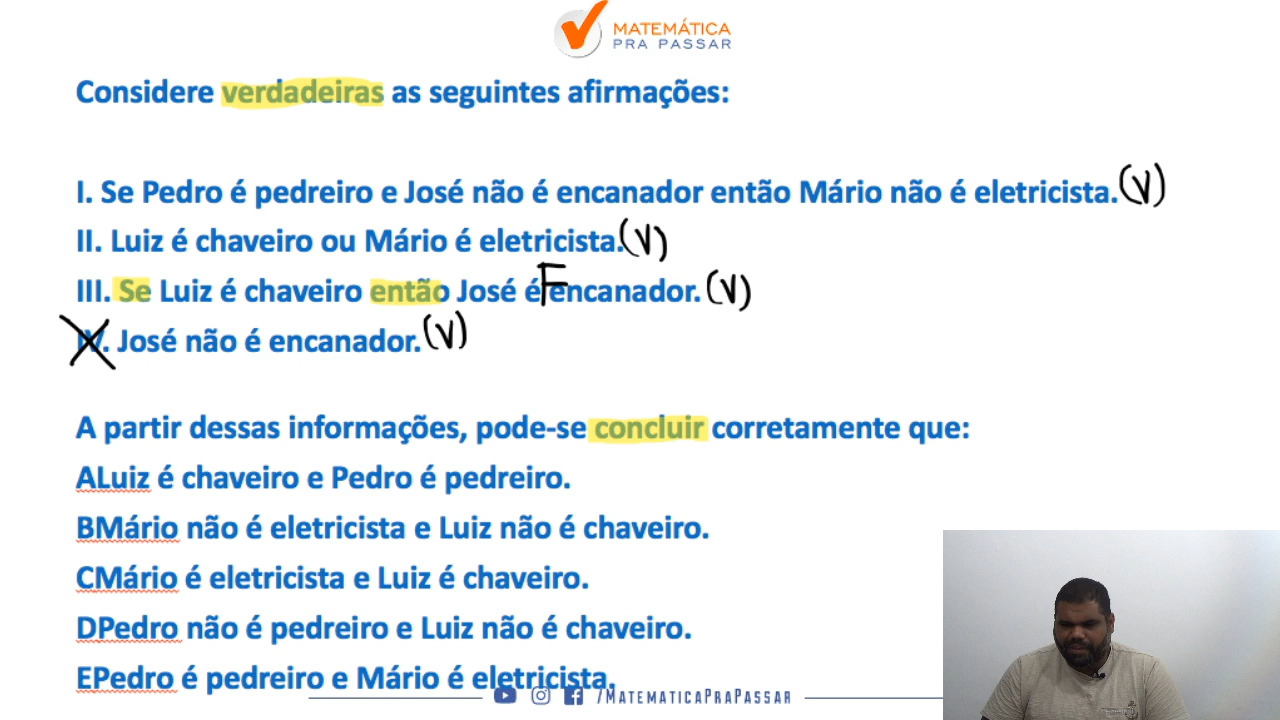 MATEMÁTICA
PRA PASSAR
Considere verdadeiras as seguintes afirmações:
I. Se Pedro é pedreiro e José não é encanador então Mário não é eletricista. (V)
II. Luiz é chaveiro ou Mário é eletricista. (V)
III. Se Luiz é chaveiro então José é F encanador. (V)
IV. José não é encanador. (V)
A partir dessas informações, pode-se concluir corretamente que:
ALuiz é chaveiro e Pedro é pedreiro.
BMário não é eletricista e Luiz não é chaveiro.
CMário é eletricista e Luiz é chaveiro.
DPedro não é pedreiro e Luiz não é chaveiro.
EPedro é pedreiro e Mário é eletricista.
/MATEMATICAPRAPASSAR